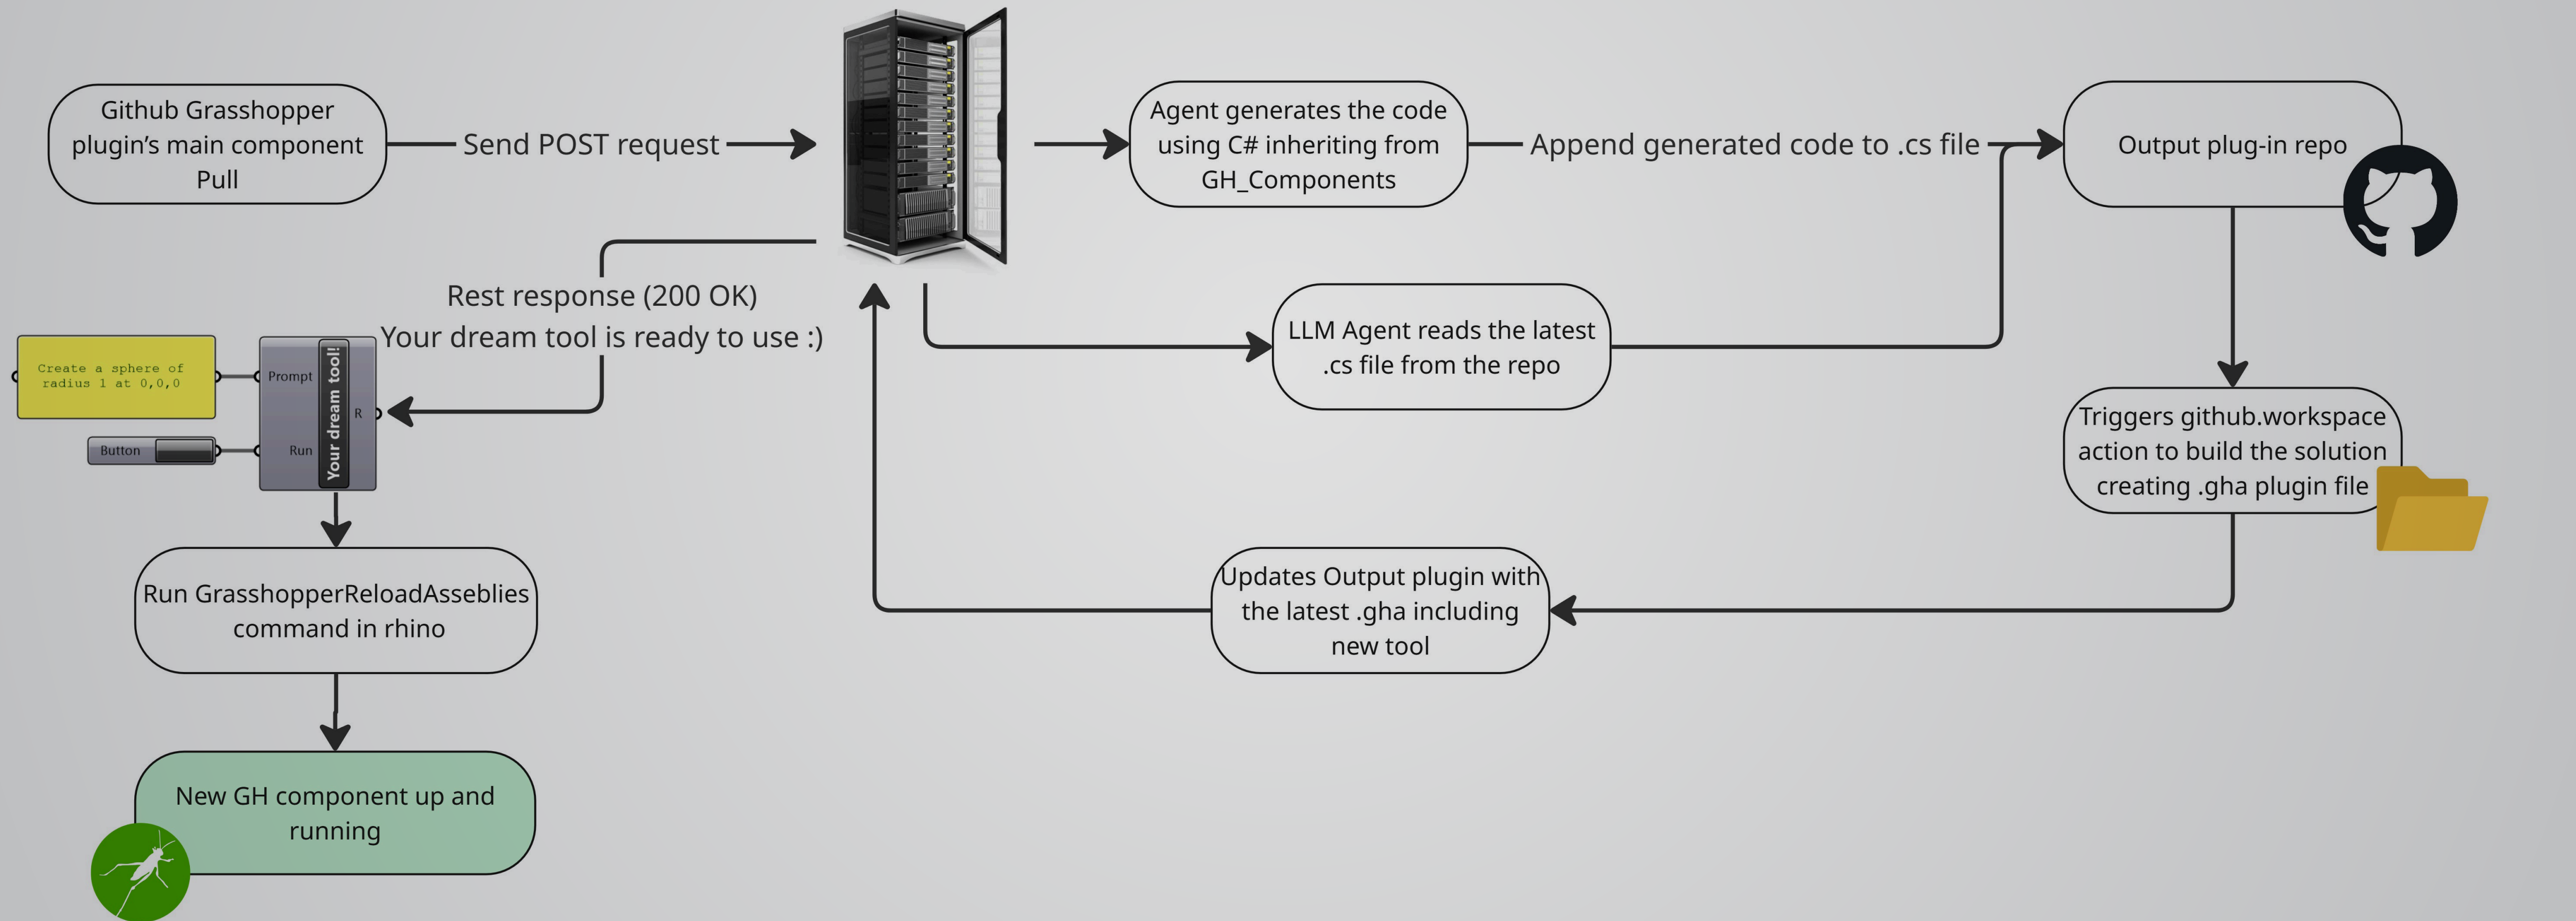 Github Grasshopper
plugin’s main component
Pull
Send POST request
Agent generates the code
using C# inheriting from
GH_Components
Append generated code to .cs file
Output plug-in repo
Rest response (200 OK)
Your dream tool is ready to use :)
LLM Agent reads the latest
.cs file from the repo
Create a sphere of
radius 1 at 0,0,0
Prompt
Your dream tool!
R
Button
Run
Triggers github.workspace
action to build the solution
creating .gha plugin file
Run GrasshopperReloadAsseblies
command in rhino
Updates Output plugin with
the latest .gha including
new tool
New GH component up and
running